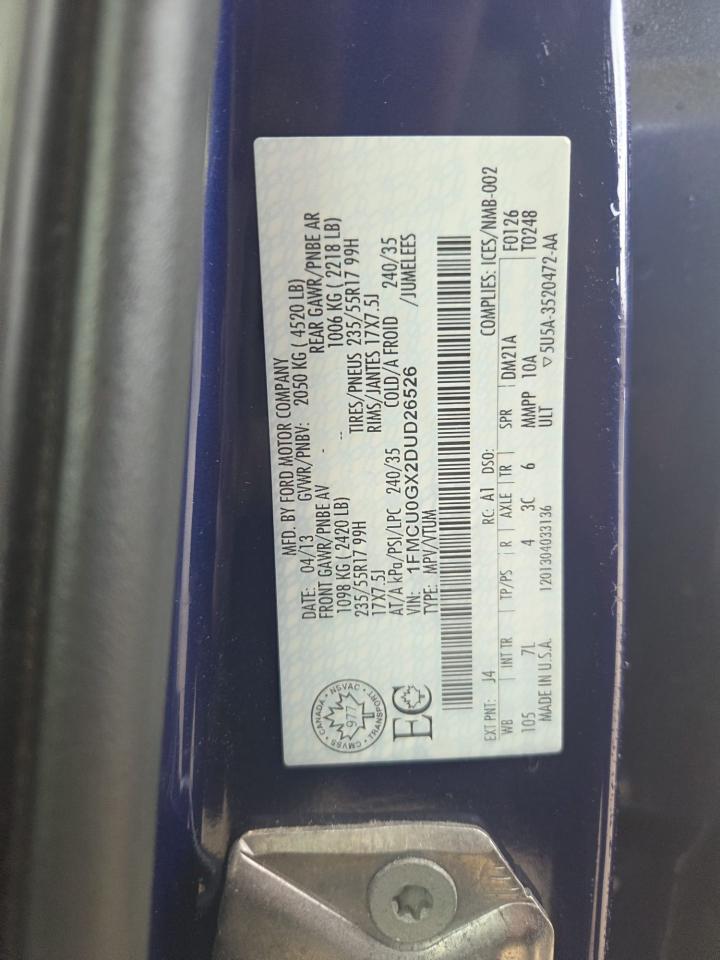 MFD. BY FORD MOTOR COMPANY
DATE: 04/13 GVWR/PNBV: 2050 KG ( 4520 LB)
FRONT GAWR/PNBE AV REAR GAWR/PNBE AR
1098 KG ( 2420 LB) 1006 KG ( 2218 LB)
235/55R17 99H TIRES/PNEUS 235/55R17 99H
17X7.5J RIMS/JANTES 17X7.5J
AT/A kPa/PSI/LPC 240/35 COLD/A FROID 240/35
VIN: 1FMCU0GX2DUD26526 /JUMELEES
TYPE: MPV/VTUM
CANADA · NSVAC · TRANSPORT · CMVSS ·
977
EC
EXT PNT: J4 RC: A1 DSO: COMPLIES: ICES/NMB-002
WB INT TR TP/PS R AXLE TR SPR DM21A F0126
105 7L 4 3C 6 MMPP 10A T0248
ULT
MADE IN U.S.A. 1201304033136 ▽ 5U5A-3520472-AA